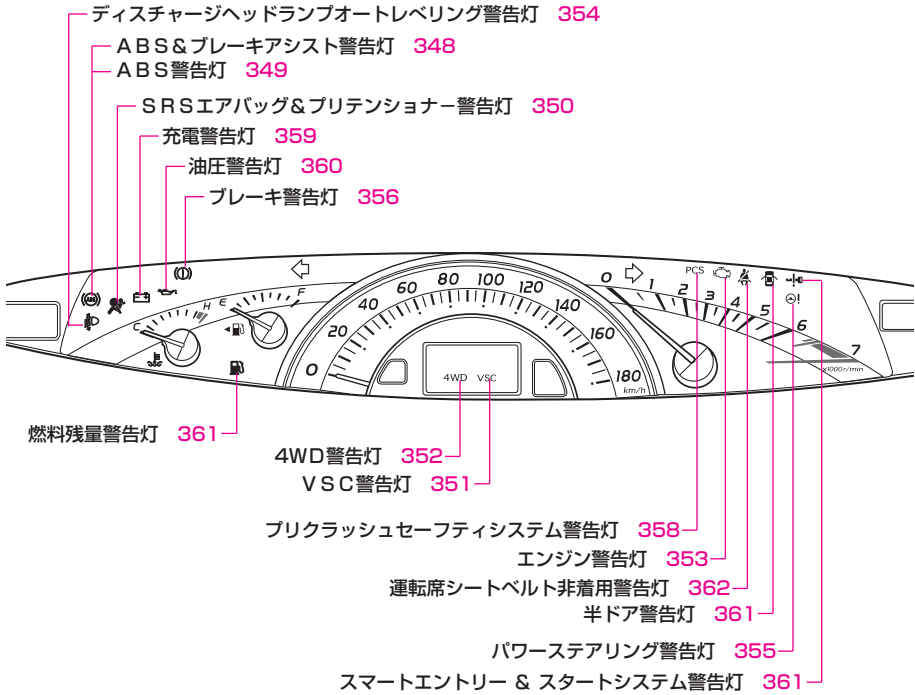 ディスチャージヘッドランプオートレベリング警告灯 354
ＡＢＳ＆ブレーキアシスト警告灯 348
ＡＢＳ警告灯 349
ＳＲＳエアバッグ＆プリテンショナー警告灯 350
充電警告灯 359
油圧警告灯 360
ブレーキ警告灯 356
ABS
C H
E F
0 20 40 60 80 100 120 140 160 180
km/h
4WD VSC
0 1 2 3 4 5 6 7
x1000r/min
PCS
燃料残量警告灯 361
4WD警告灯 352
ＶＳＣ警告灯 351
プリクラッシュセーフティシステム警告灯 358
エンジン警告灯 353
運転席シートベルト非着用警告灯 362
半ドア警告灯 361
パワーステアリング警告灯 355
スマートエントリー ＆ スタートシステム警告灯 361